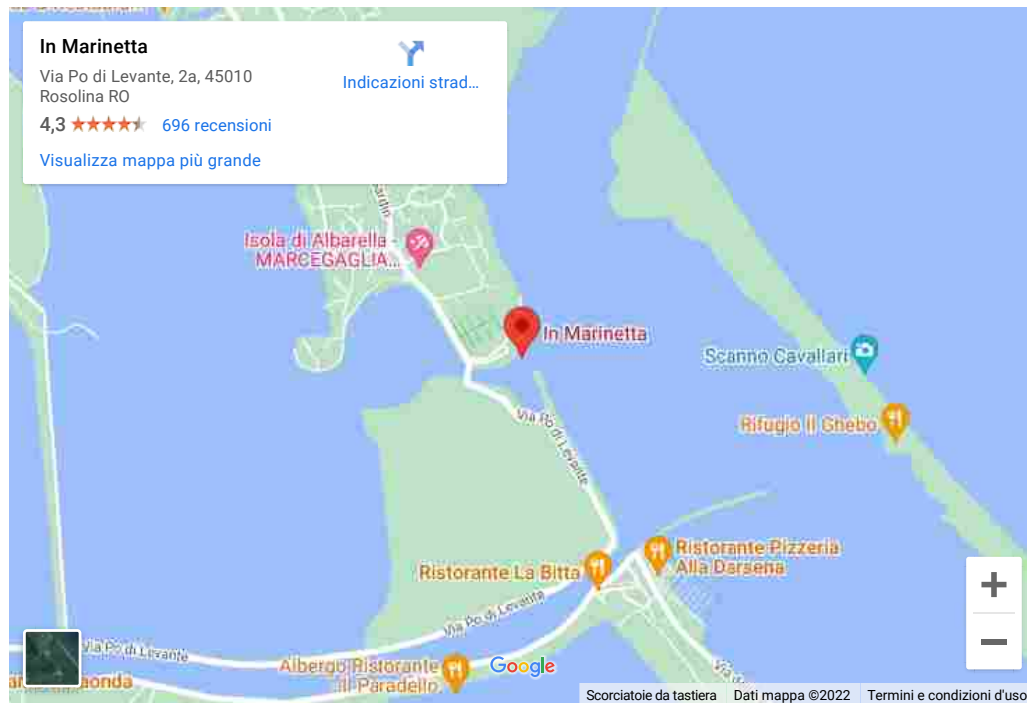 In Marinetta
Via Po di Levante, 2a, 45010
Rosolina RO
4,3
696 recensioni
Indicazioni strad...
Visualizza mappa più grande
Isola di Albarella -
MARCEGAGLIA...
In Marinetta
Scanno Cavallari
Rifugio Il Ghebo
Via Po di Levante
Ristorante Pizzeria
Alla Darsena
Ristorante La Bitta
Via Po di Levante
Via Po di Levante
Albergo Ristorante
Il Paradello
Google
Scorciatoie da tastiera
Dati mappa ©2022
Termini e condizioni d'uso